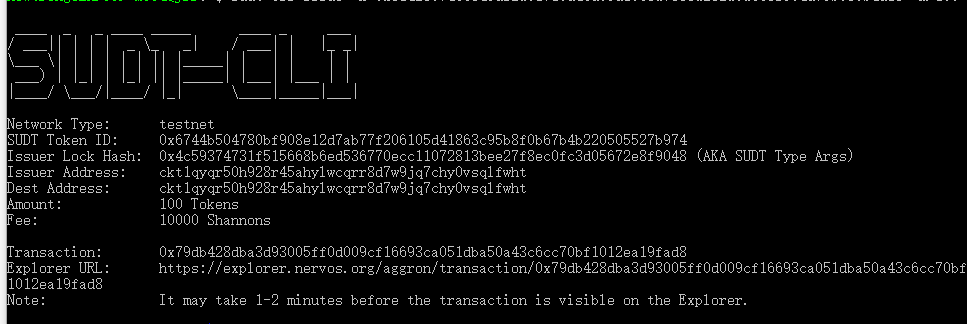 SUDT-CLI
Network Type: testnet
SUDT Token ID: 0x6744b504780bf908e12d7ab77f206105d41863c95b8f0b67b4b220505527b974
Issuer Lock Hash: 0x4c59374731f515668b6ed536770ecc11072813bee27f8ec0fc3d05672e8f9048 (AKA SUDT Type Args)
Issuer Address: ckt1qyqr50h928r45ahylwcqrr8d7w9jq7chy0vsqlfwht
Dest Address: ckt1qyqr50h928r45ahylwcqrr8d7w9jq7chy0vsqlfwht
Amount: 100 Tokens
Fee: 10000 Shannons
Transaction: 0x79db428dba3d93005ff0d009cf16693ca051dba50a43c6cc70bf1012ea19fad8
Explorer URL: https://explorer.nervos.org/aggron/transaction/0x79db428dba3d93005ff0d009cf16693ca051dba50a43c6cc70bf
1012ea19fad8
Note: It may take 1-2 minutes before the transaction is visible on the Explorer.